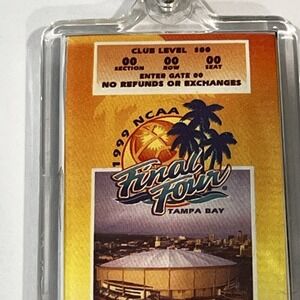 CLUB LEVEL 100
00 00 00
SECTION ROW SEAT
ENTER GATE 00
NO REFUNDS OR EXCHANGES
1999 NCAA
Final
Four
TAMPA BAY